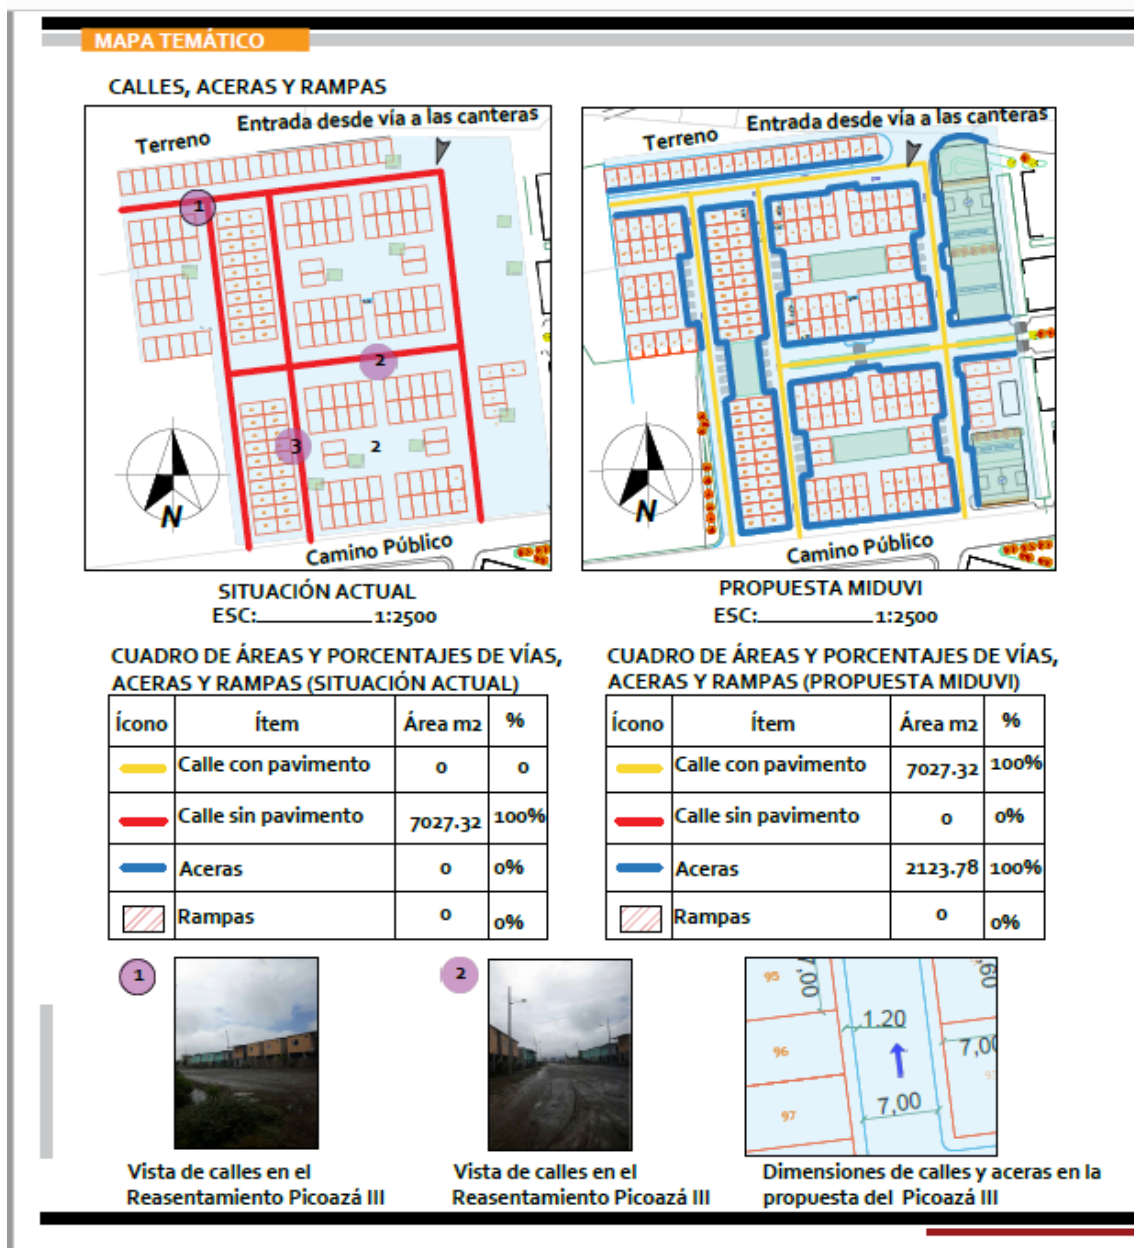 MAPA TEMÁTICO
CALLES, ACERAS Y RAMPAS
Terreno
Entrada desde vía a las canteras
1
2
3
2
N
Camino Público
Terreno
Entrada desde vía a las canteras
N
Camino Público
SITUACIÓN ACTUAL
ESC:__________1:2500
PROPUESTA MIDUVI
ESC:__________1:2500
CUADRO DE ÁREAS Y PORCENTAJES DE VÍAS,
ACERAS Y RAMPAS (SITUACIÓN ACTUAL)
Ícono Ítem Área m2 %
Calle con pavimento 0 0
Calle sin pavimento 7027.32 100%
Aceras 0 0%
Rampas 0 0%
CUADRO DE ÁREAS Y PORCENTAJES DE VÍAS,
ACERAS Y RAMPAS (PROPUESTA MIDUVI)
Ícono Ítem Área m2 %
Calle con pavimento 7027.32 100%
Calle sin pavimento 0 0%
Aceras 2123.78 100%
Rampas 0 0%
1
2
95
7,00
1.20
96
7,00
97
7,00
Vista de calles en el
Reasentamiento Picoazá III
Vista de calles en el
Reasentamiento Picoazá III
Dimensiones de calles y aceras en la
propuesta del Picoazá III